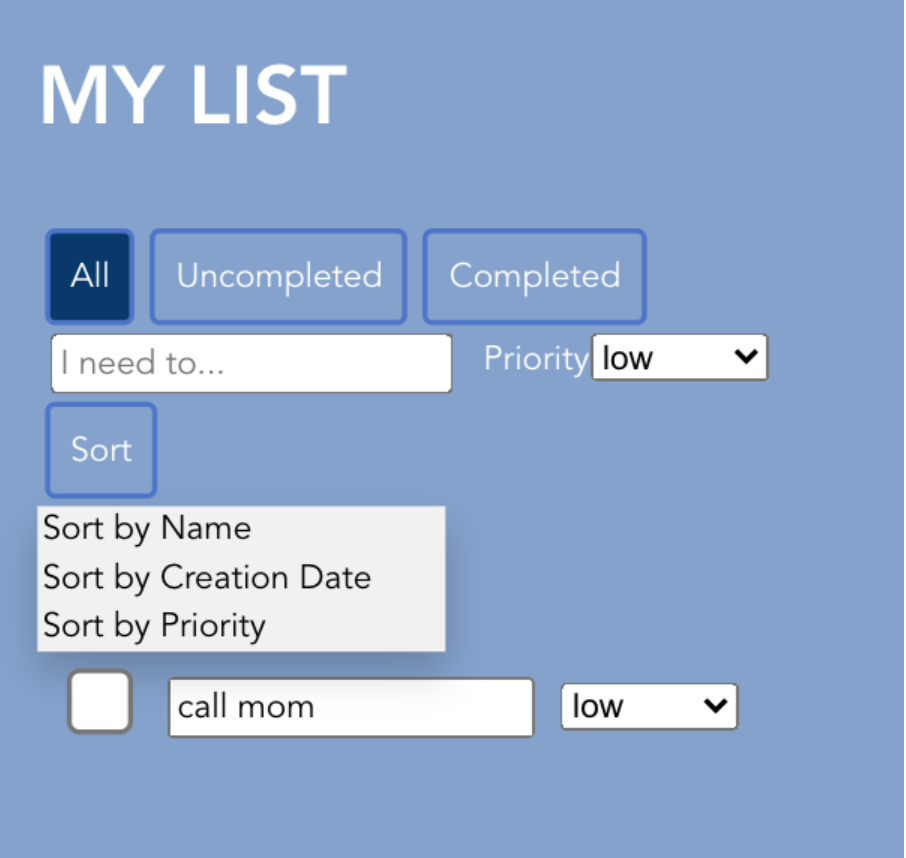 MY LIST
All Uncompleted Completed
I need to... Priority low
Sort
Sort by Name
Sort by Creation Date
Sort by Priority
call mom low